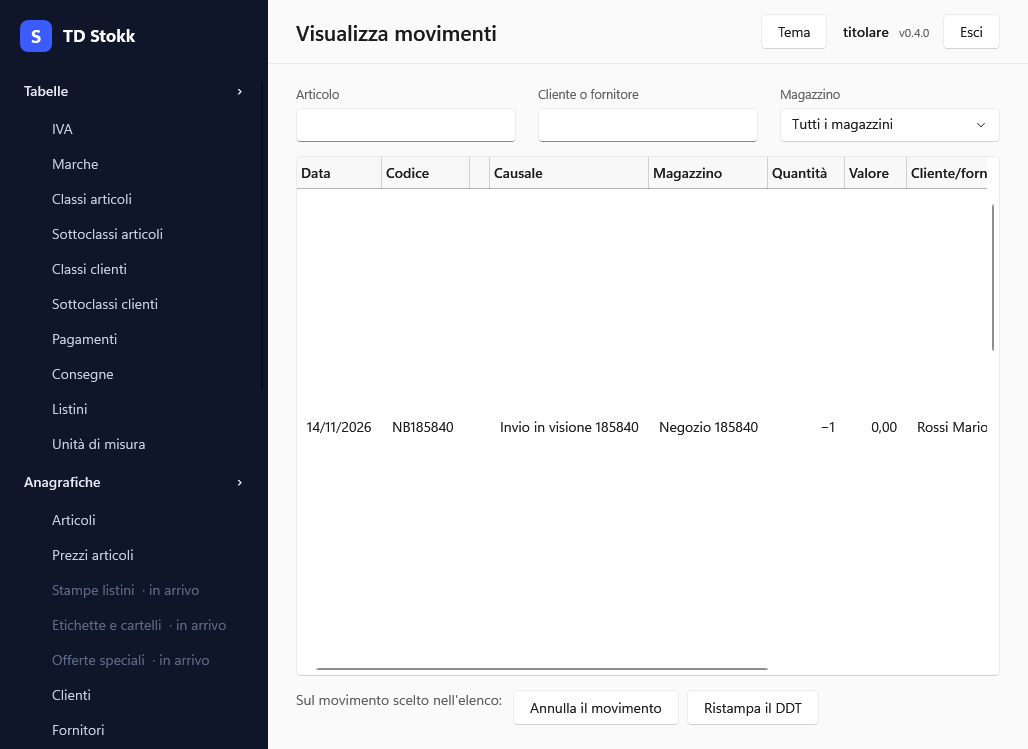 S TD Stokk
Tabelle
IVA
Marche
Classi articoli
Sottoclassi articoli
Classi clienti
Sottoclassi clienti
Pagamenti
Consegne
Listini
Unità di misura
Anagrafiche
Articoli
Prezzi articoli
Stampe listini · in arrivo
Etichette e cartelli · in arrivo
Offerte speciali · in arrivo
Clienti
Fornitori
Visualizza movimenti
Tema titolare v0.4.0 Esci
Articolo Cliente o fornitore Magazzino
Tutti i magazzini
Data Codice Causale Magazzino Quantità Valore Cliente/forn
14/11/2026 NB185840 Invio in visione 185840 Negozio 185840 −1 0,00 Rossi Mario
Sul movimento scelto nell'elenco: Annulla il movimento Ristampa il DDT